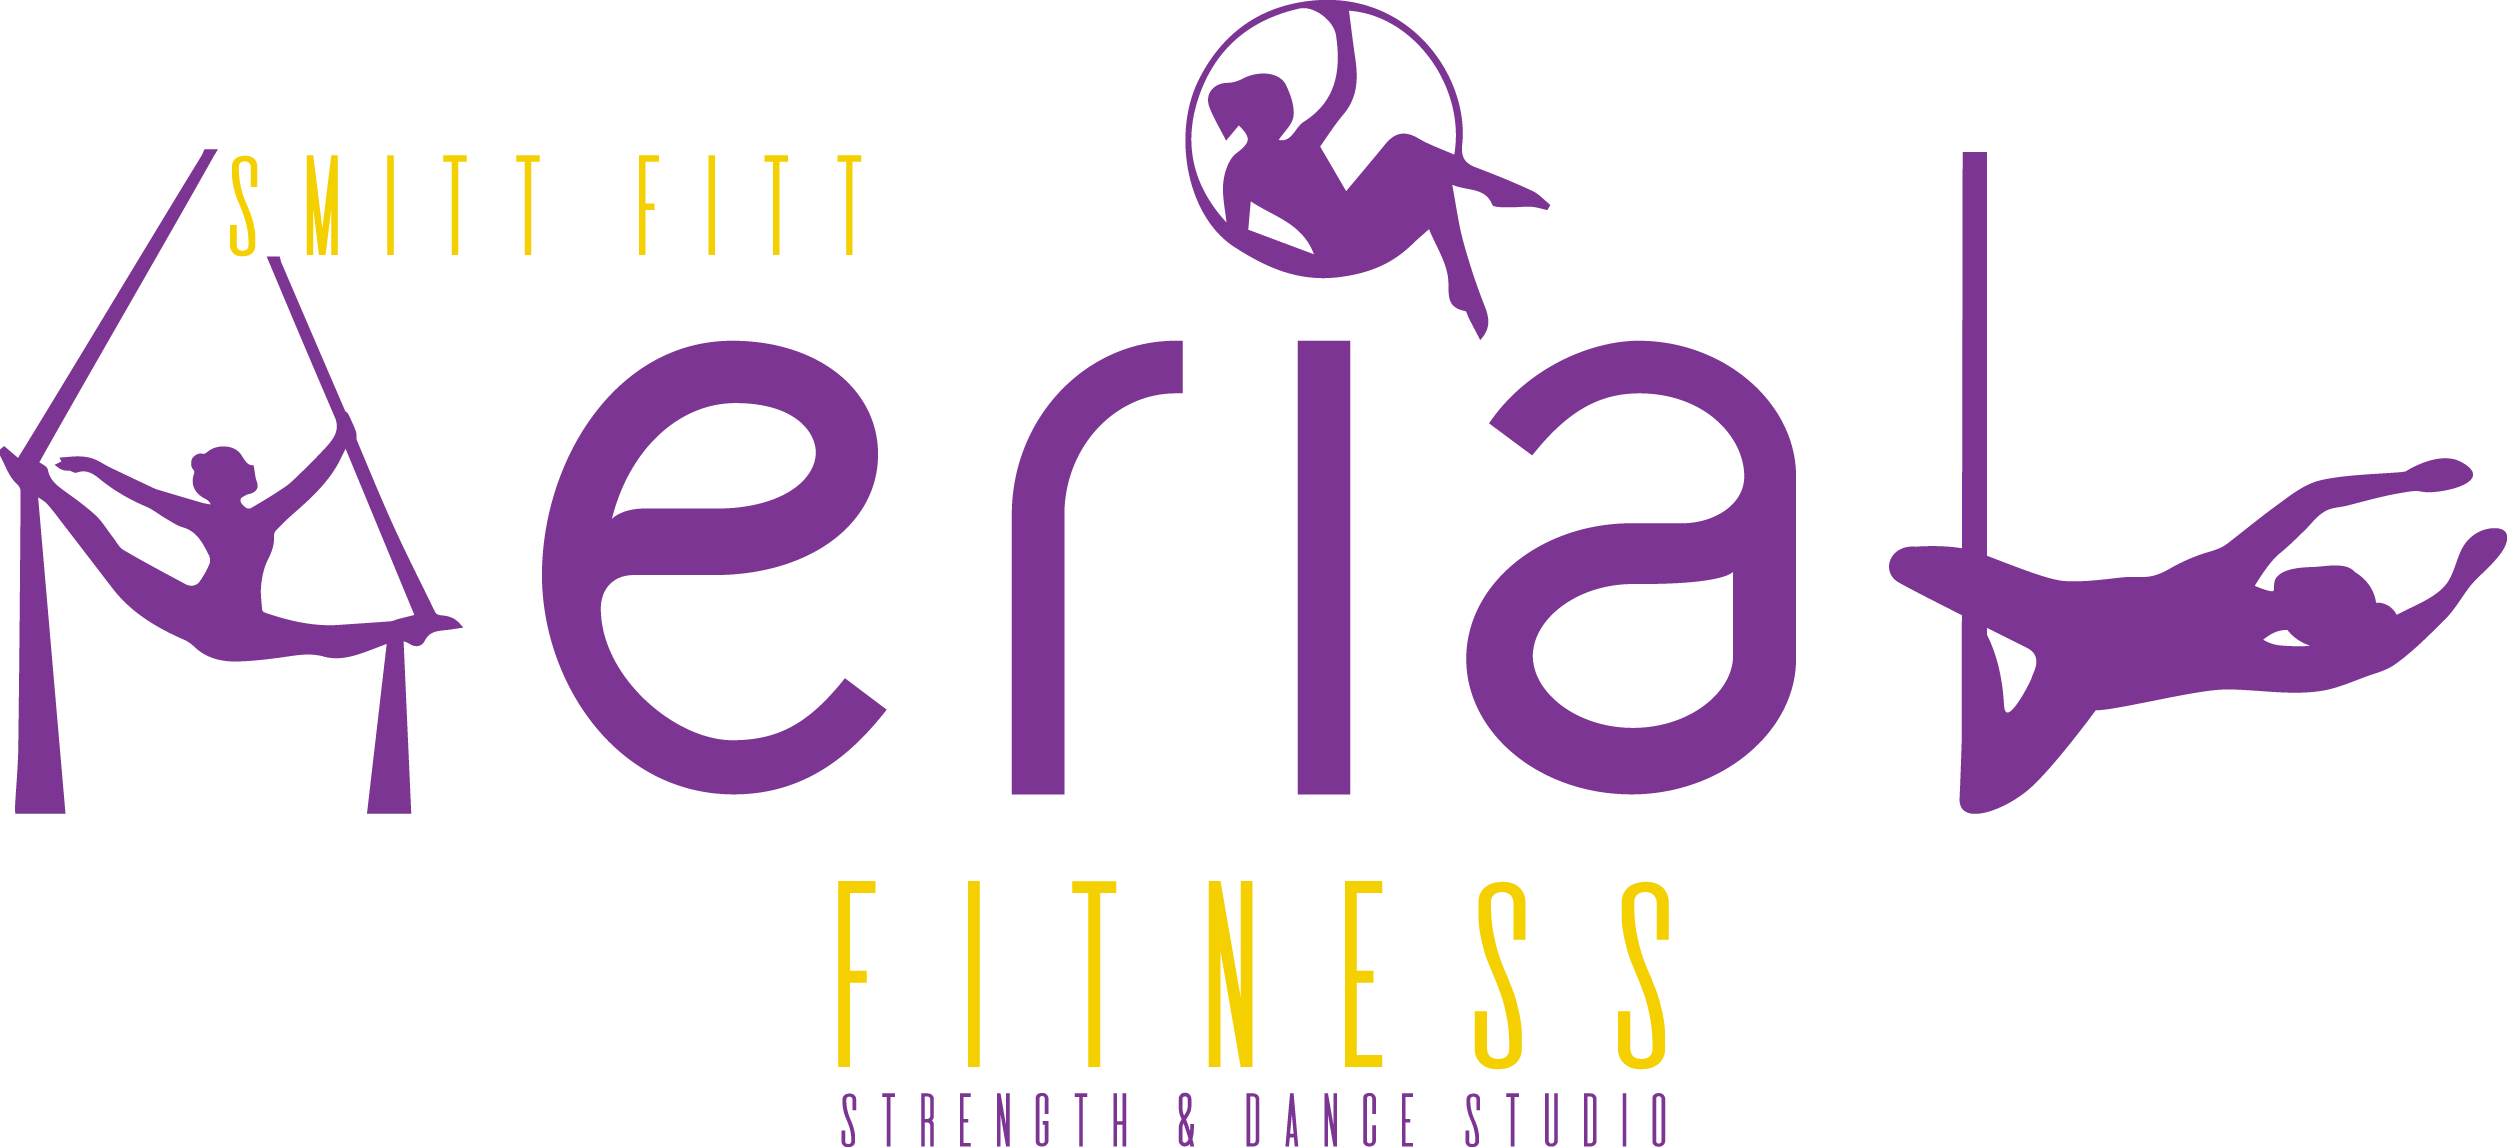 SMITT FITT
Aerial
FITNESS
STRENGTH & DANCE STUDIO